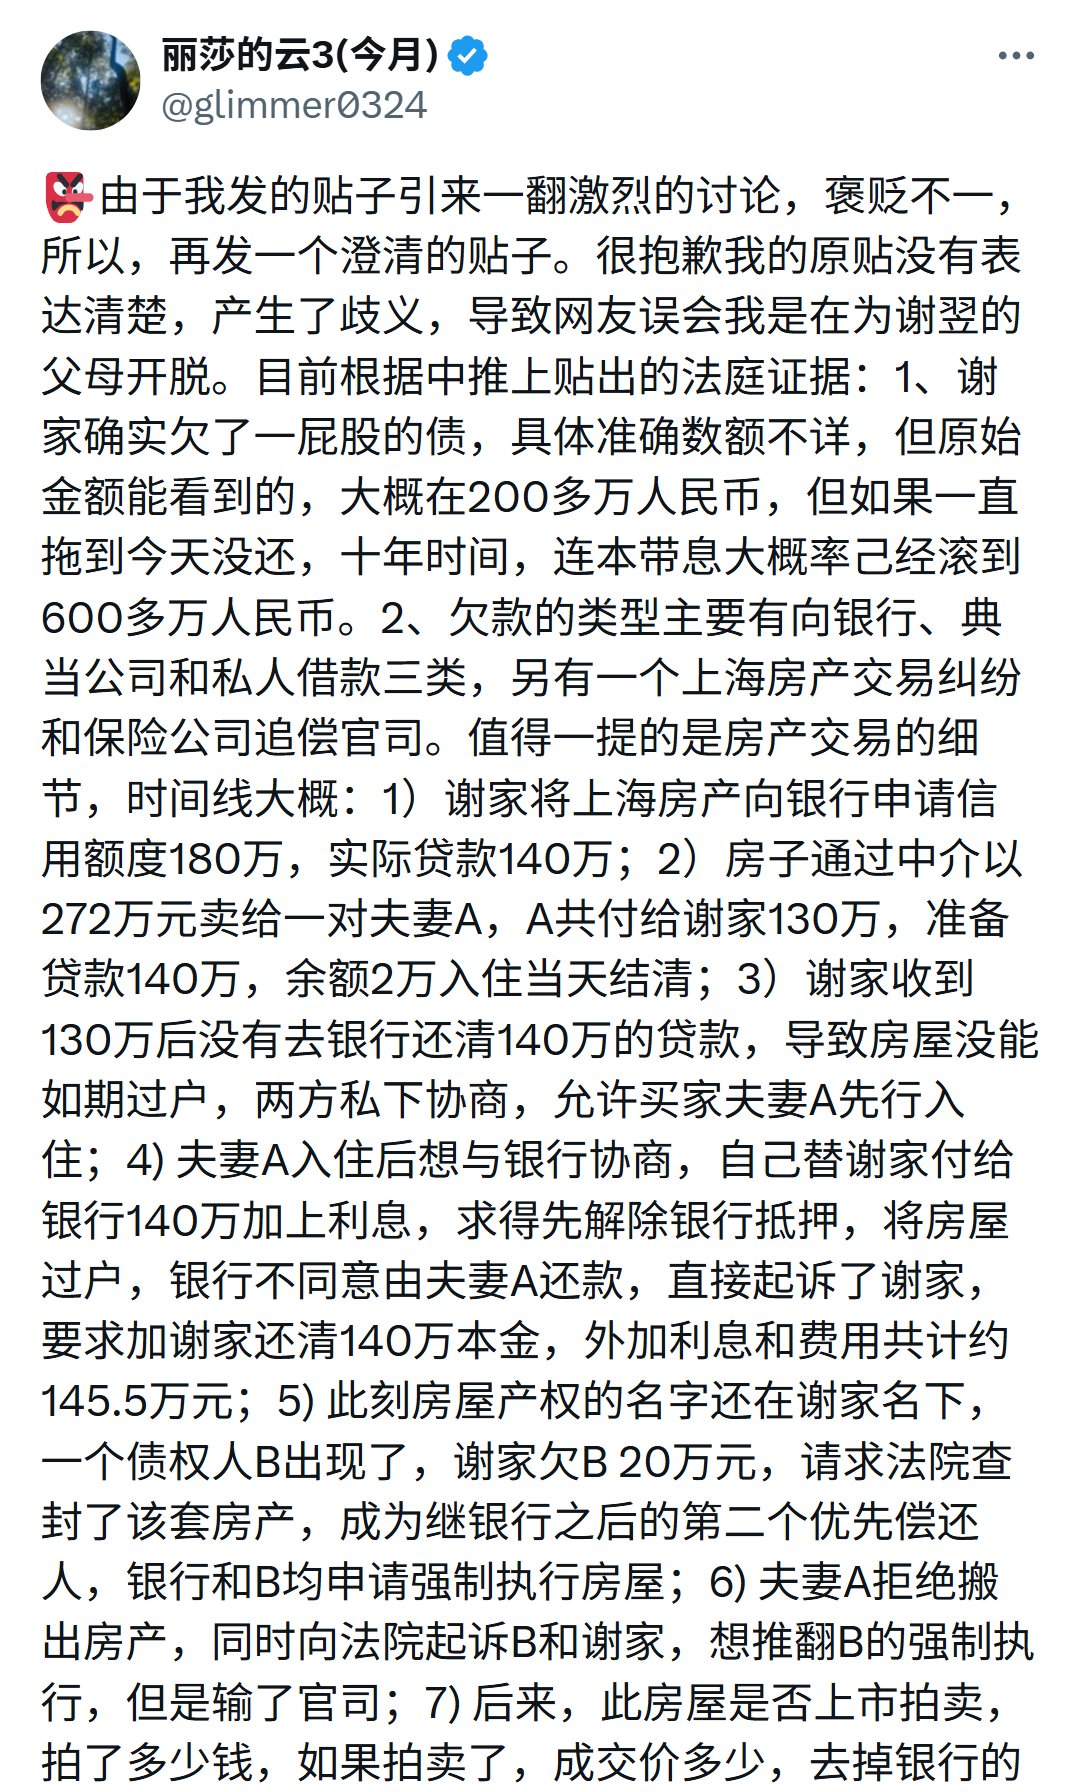 丽莎的云3(今月)
@glimmer0324
👺由于我发的贴子引来一翻激烈的讨论，褒贬不一，
所以，再发一个澄清的贴子。很抱歉我的原贴没有表
达清楚，产生了歧义，导致网友误会我是在为谢翌的
父母开脱。目前根据中推上贴出的法庭证据：1、谢
家确实欠了一屁股的债，具体准确数额不详，但原始
金额能看到的，大概在200多万人民币，但如果一直
拖到今天没还，十年时间，连本带息大概率己经滚到
600多万人民币。2、欠款的类型主要有向银行、典
当公司和私人借款三类，另有一个上海房产交易纠纷
和保险公司追偿官司。值得一提的是房产交易的细
节，时间线大概：1）谢家将上海房产向银行申请信
用额度180万，实际贷款140万；2）房子通过中介以
272万元卖给一对夫妻A，A共付给谢家130万，准备
贷款140万，余额2万入住当天结清；3）谢家收到
130万后没有去银行还清140万的贷款，导致房屋没能
如期过户，两方私下协商，允许买家夫妻A先行入
住；4) 夫妻A入住后想与银行协商，自己替谢家付给
银行140万加上利息，求得先解除银行抵押，将房屋
过户，银行不同意由夫妻A还款，直接起诉了谢家，
要求加谢家还清140万本金，外加利息和费用共计约
145.5万元；5) 此刻房屋产权的名字还在谢家名下，
一个债权人B出现了，谢家欠B 20万元，请求法院查
封了该套房产，成为继银行之后的第二个优先偿还
人，银行和B均申请强制执行房屋；6) 夫妻A拒绝搬
出房产，同时向法院起诉B和谢家，想推翻B的强制执
行，但是输了官司；7) 后来，此房屋是否上市拍卖，
拍了多少钱，如果拍卖了，成交价多少，去掉银行的